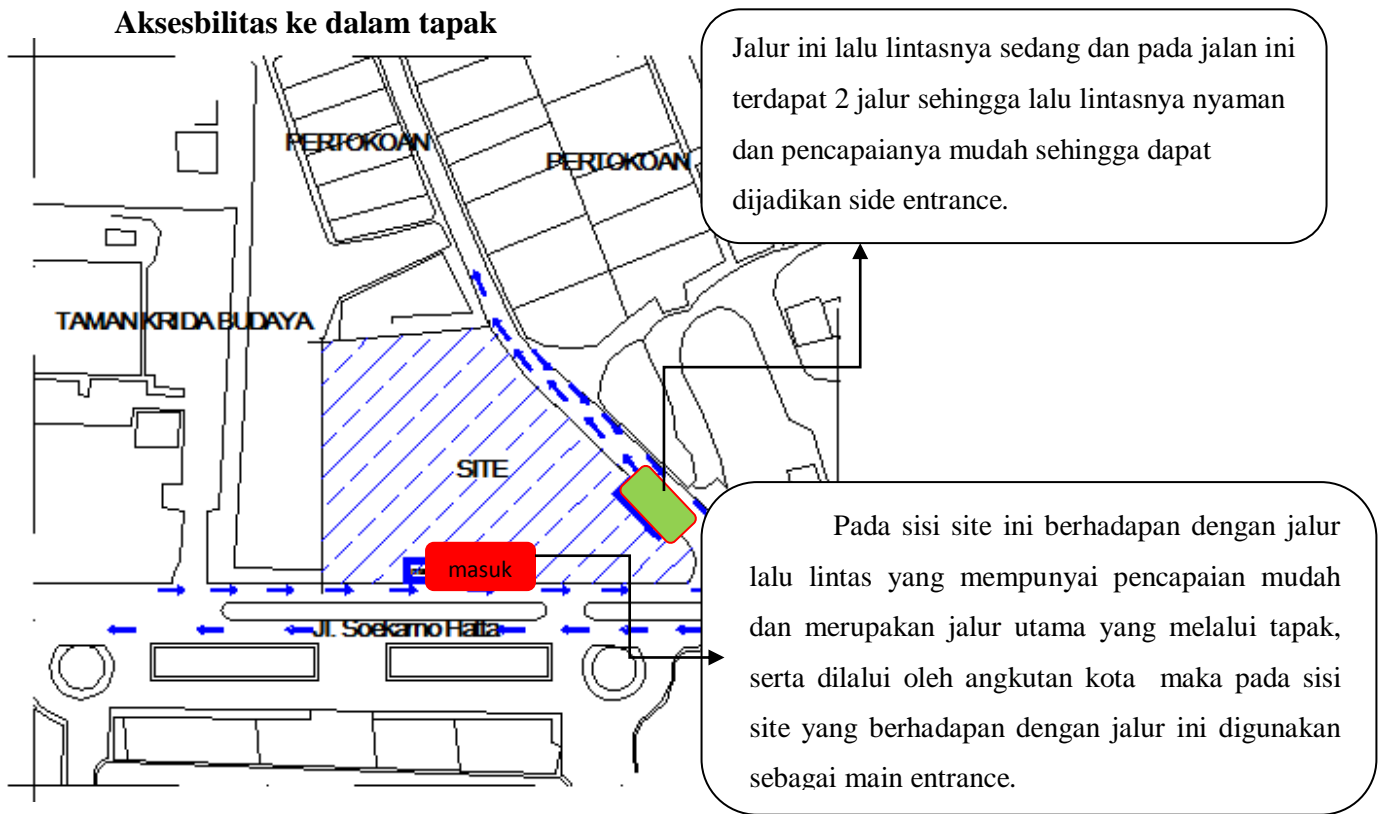 Aksesbilitas ke dalam tapak
Jalur ini lalu lintasnya sedang dan pada jalan ini
terdapat 2 jalur sehingga lalu lintasnya nyaman
dan pencapaianya mudah sehingga dapat
dijadikan side entrance.
PERTOKOAN
PERTOKOAN
TAMAN KRIDA BUDAYA
SITE
masuk
Jl. Soekarno Hatta
Pada sisi site ini berhadapan dengan jalur
lalu lintas yang mempunyai pencapaian mudah
dan merupakan jalur utama yang melalui tapak,
serta dilalui oleh angkutan kota maka pada sisi
site yang berhadapan dengan jalur ini digunakan
sebagai main entrance.